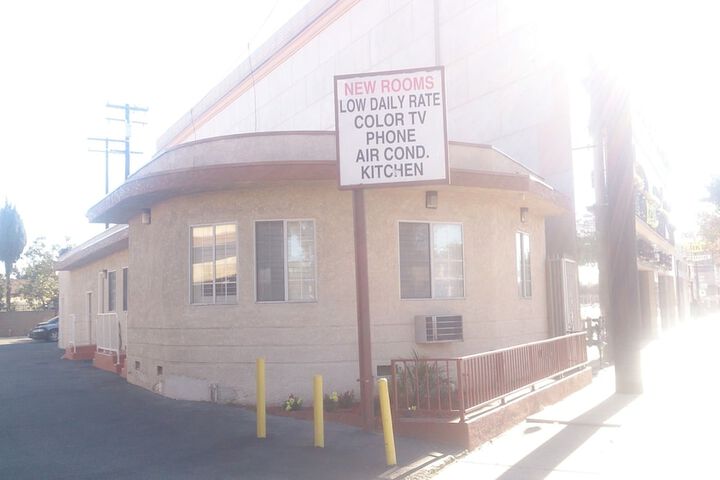 NEW ROOMS
LOW DAILY RATE
COLOR TV
PHONE
AIR COND.
KITCHEN